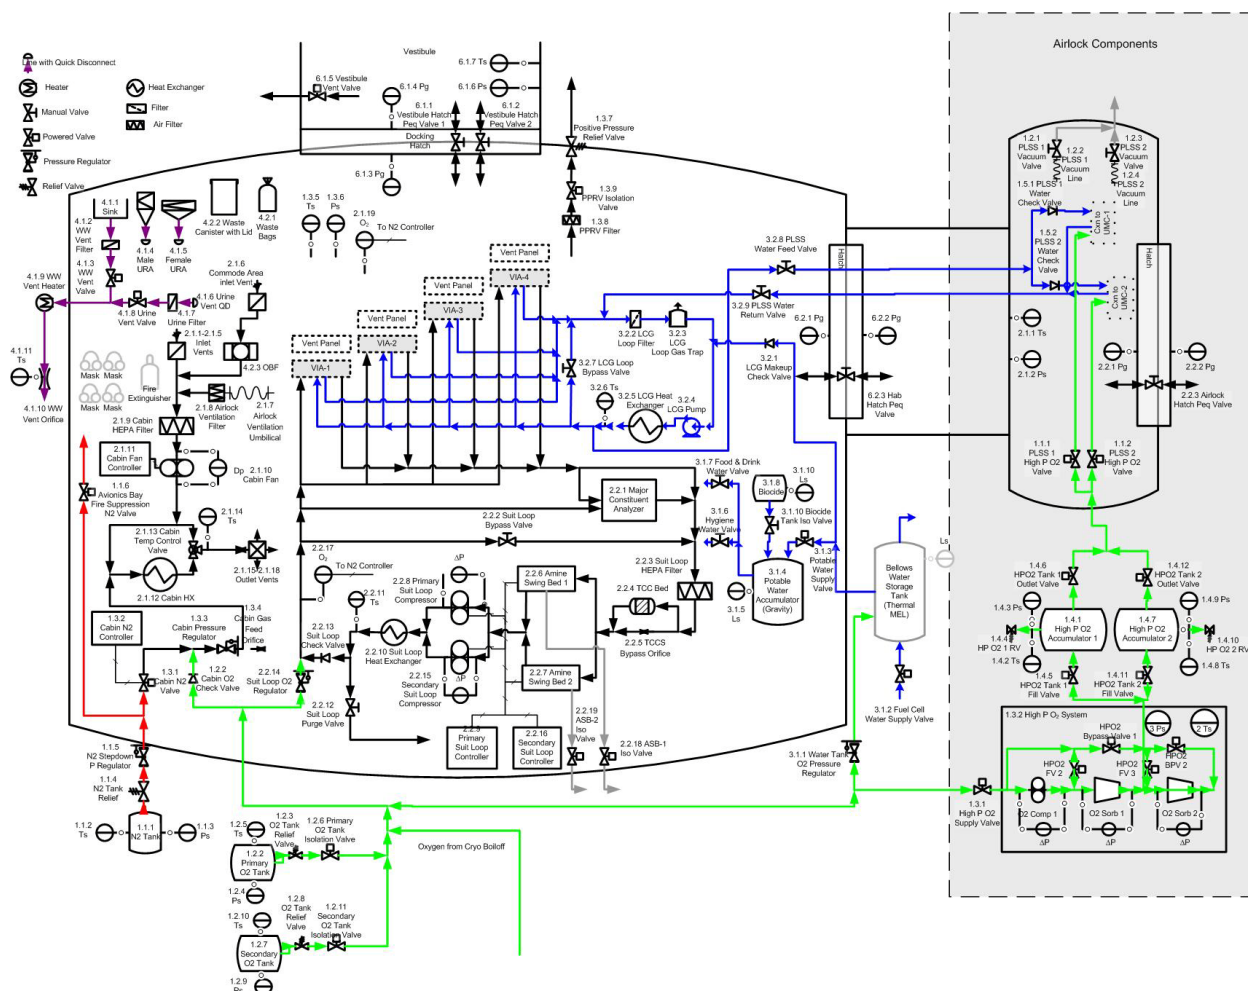 Line with Quick Disconnect
Heater
Heat Exchanger
Manual Valve
Filter
Powered Valve
Air Filter
Pressure Regulator
Relief Valve
Vestibule
6.1.7 Ts
6.1.5 Vestibule
Vent Valve
6.1.4 Pg
6.1.6 Ps
6.1.1
Vestibule Hatch
Peq Valve 1
6.1.2
Vestibule Hatch
Peq Valve 2
Docking
Hatch
6.1.3 Pg
1.3.7
Positive Pressure
Relief Valve
1.3.9
PPRV Isolation
Valve
1.3.8
PPRV Filter
4.1.1
Sink
4.1.2
WW
Vent
Filter
4.1.3
WW
Vent
Valve
4.1.4
Male
URA
4.1.5
Female
URA
4.2.2 Waste
Canister with Lid
4.2.1
Waste
Bags
1.3.5
Ts
1.3.6
Ps
2.1.19
O₂
To N2 Controller
4.1.9 WW
Vent Heater
4.1.8 Urine
Vent Valve
4.1.6 Urine
Vent QD
4.1.7
Urine Filter
2.1.6
Commode Area
inlet Vent
2.1.1-2.1.5
Inlet
Vents
4.2.3 OBF
4.1.11
Ts
4.1.10 WW
Vent Orifice
Mask
Mask
Mask
Mask
Fire
Extinguisher
2.1.8 Airlock
Ventilation
Filter
2.1.7
Airlock
Ventilation
Umbilical
2.1.9 Cabin
HEPA Filter
2.1.11
Cabin Fan
Controller
Dp
2.1.10
Cabin Fan
1.1.6
Avionics Bay
Fire Suppression
N2 Valve
2.1.13 Cabin
Temp Control
Valve
2.1.14
Ts
2.1.15-2.1.18
Outlet Vents
2.1.12 Cabin HX
1.3.2
Cabin N2
Controller
1.3.3
Cabin Pressure
Regulator
1.3.4
Cabin Gas
Feed
Orifice
1.3.1
Cabin N2
Valve
1.2.2
Cabin O2
Check Valve
2.2.14
Suit Loop O2
Regulator
Vent Panel
VIA-1
Vent Panel
VIA-2
Vent Panel
VIA-3
Vent Panel
VIA-4
3.2.7 LCG Loop
Bypass Valve
3.2.2 LCG
Loop Filter
3.2.3
LCG
Loop Gas Trap
3.2.6 Ts
3.2.5 LCG Heat
Exchanger
3.2.4
LCG Pump
3.2.8 PLSS
Water Feed Valve
3.2.9 PLSS Water
Return Valve
3.2.1
LCG Makeup
Check Valve
6.2.1 Pg
6.2.2 Pg
Hatch
6.2.3 Hab
Hatch Peq
Valve
2.2.1 Major
Constituent
Analyzer
2.2.2 Suit Loop
Bypass Valve
2.2.17
O₂
To N2 Controller
2.2.11
Ts
2.2.13
Suit Loop
Check Valve
2.2.10 Suit Loop
Heat Exchanger
2.2.12
Suit Loop
Purge Valve
2.2.8 Primary
Suit Loop
Compressor
ΔP
2.2.15
Secondary
Suit Loop
Compressor
ΔP
2.2.6 Amine
Swing Bed 1
2.2.7 Amine
Swing Bed 2
2.2.3 Suit Loop
HEPA Filter
2.2.4 TCC Bed
2.2.5 TCCS
Bypass Orifice
2.2.9
Primary
Suit Loop
Controller
2.2.16
Secondary
Suit Loop
Controller
2.2.19
ASB-2
Iso Valve
2.2.18 ASB-1
Iso Valve
3.1.7 Food & Drink
Water Valve
3.1.10
Ls
3.1.8
Biocide
3.1.6
Hygiene
Water Valve
3.1.10 Biocide
Tank Iso Valve
3.1.3
Potable
Water
Supply Valve
3.1.4
Potable
Water
Accumulator
(Gravity)
3.1.5
Ls
Bellows
Water
Storage
Tank
(Thermal
MEL)
Ls
3.1.2 Fuel Cell
Water Supply Valve
3.1.1 Water Tank
O2 Pressure
Regulator
1.1.5
N2 Stepdown
P Regulator
1.1.4
N2 Tank
Relief
1.1.2
Ts
1.1.1
N2 Tank
1.1.3
Ps
1.2.5
Ts
1.2.3
O2 Tank
Relief
Valve
1.2.6 Primary
O2 Tank
Isolation Valve
1.2.2
Primary
O2 Tank
1.2.4
Ps
Oxygen from Cryo Boiloff
1.2.10
Ts
1.2.8
O2 Tank
Relief
Valve
1.2.11
Secondary
O2 Tank
Isolation Valve
1.2.7
Secondary
O2 Tank
1.2.9
Ps
Airlock Components
1.2.1
PLSS 1
Vacuum
Valve
1.2.2
PLSS 1
Vacuum
Line
1.2.3
PLSS 2
Vacuum
Valve
1.2.4
PLSS 2
Vacuum
Line
1.5.1 PLSS 1
Water
Check Valve
1.5.2
PLSS 2
Water
Check
Valve
Cxn to
UMC-1
Cxn to
UMC-2
Hatch
2.1.1 Ts
2.1.2 Ps
2.2.1 Pg
2.2.2 Pg
2.2.3 Airlock
Hatch Peq
Valve
1.1.1
PLSS 1
High P O2
Valve
1.1.2
PLSS 2
High P O2
Valve
1.4.6
HPO2 Tank 1
Outlet Valve
1.4.12
HPO2 Tank 2
Outlet Valve
1.4.3 Ps
1.4.9 Ps
1.4.1
High P O2
Accumulator 1
1.4.7
High P O2
Accumulator 2
1.4.4
HP O2 1 RV
1.4.10
HP O2 2 RV
1.4.2 Ts
1.4.8 Ts
HPO2 Tank 1
1.4.5
Fill Valve
1.4.11
HPO2 Tank 2
Fill Valve
1.3.2 High P O₂ System
HPO2
Bypass Valve 1
3 Ps
2 Ts
HPO2
FV 2
HPO2
FV 3
HPO2
BPV 2
1.3.1
High P O2
Supply Valve
O2 Comp 1
O2 Sorb 1
O2 Sorb 2
ΔP
ΔP
ΔP